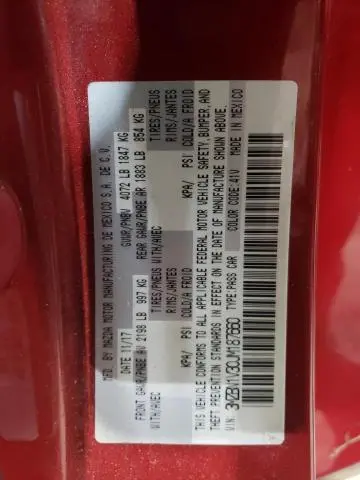 MFD BY MAZDA MOTOR MANUFACTURING DE MEXICO S.A. DE C.V.
DATE 11/17 GVWR/PNBV 4072 LB 1847 KG
FRONT GAWR/PNBE AV 2198 LB 997 KG REAR GAWR/PNBE AR 1883 LB 854 KG
WITH/AVEC TIRES/PNEUS WITH/AVEC TIRES/PNEUS
RIMS/JANTES RIMS/JANTES
KPA/ PSI COLD/A FROID KPA/ PSI COLD/A FROID
THIS VEHICLE CONFORMS TO ALL APPLICABLE FEDERAL MOTOR VEHICLE SAFETY, BUMPER, AND
THEFT PREVENTION STANDARDS IN EFFECT ON THE DATE OF MANUFACTURE SHOWN ABOVE.
VIN: TYPE:PASS CAR COLOR CODE:41V MADE IN MEXICO